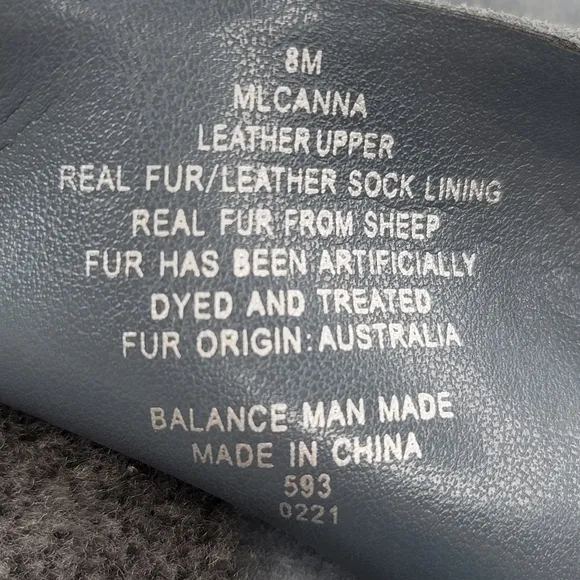 8M
MLCANNA
LEATHER UPPER
REAL FUR/LEATHER SOCK LINING
REAL FUR FROM SHEEP
FUR HAS BEEN ARTIFICIALLY
DYED AND TREATED
FUR ORIGIN: AUSTRALIA
BALANCE MAN MADE
MADE IN CHINA
593
0221